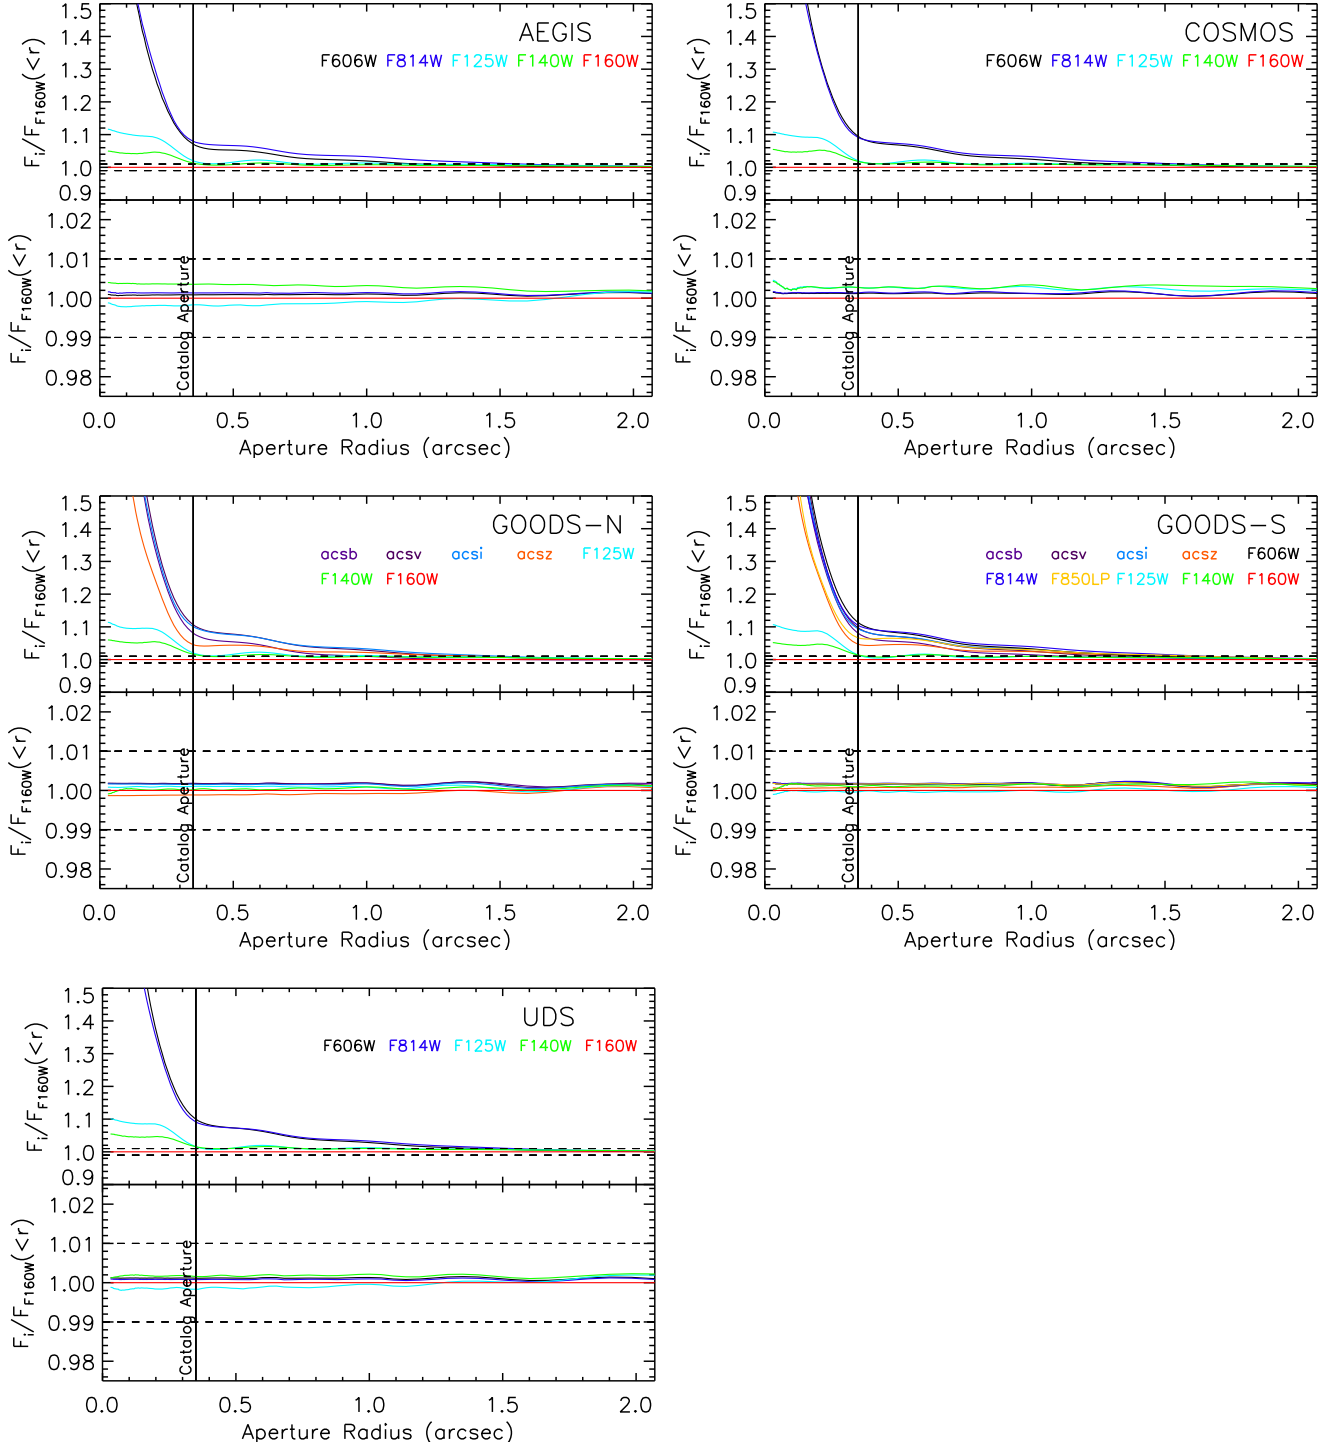 AEGIS
F606W F814W F125W F140W F160W
1.5
1.4
1.3
1.2
1.1
1.0
0.9
F_i/F_F160W(<r)
1.02
1.01
1.00
0.99
0.98
F_i/F_F160W(<r)
Catalog Aperture
0.0 0.5 1.0 1.5 2.0
Aperture Radius (arcsec)
COSMOS
F606W F814W F125W F140W F160W
1.5
1.4
1.3
1.2
1.1
1.0
0.9
F_i/F_F160W(<r)
1.02
1.01
1.00
0.99
0.98
F_i/F_F160W(<r)
Catalog Aperture
0.0 0.5 1.0 1.5 2.0
Aperture Radius (arcsec)
GOODS-N
acsb acsv acsi acsz F125W
F140W F160W
1.5
1.4
1.3
1.2
1.1
1.0
0.9
F_i/F_F160W(<r)
1.02
1.01
1.00
0.99
0.98
F_i/F_F160W(<r)
Catalog Aperture
0.0 0.5 1.0 1.5 2.0
Aperture Radius (arcsec)
GOODS-S
acsb acsv acsi acsz F606W
F814W F850LP F125W F140W F160W
1.5
1.4
1.3
1.2
1.1
1.0
0.9
F_i/F_F160W(<r)
1.02
1.01
1.00
0.99
0.98
F_i/F_F160W(<r)
Catalog Aperture
0.0 0.5 1.0 1.5 2.0
Aperture Radius (arcsec)
UDS
F606W F814W F125W F140W F160W
1.5
1.4
1.3
1.2
1.1
1.0
0.9
F_i/F_F160W(<r)
1.02
1.01
1.00
0.99
0.98
F_i/F_F160W(<r)
Catalog Aperture
0.0 0.5 1.0 1.5 2.0
Aperture Radius (arcsec)